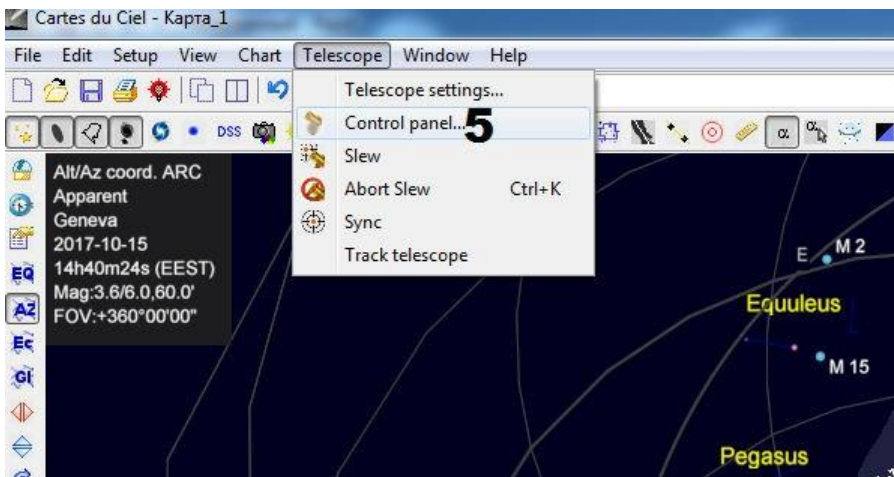 Cartes du Ciel - Карта_1
File Edit Setup View Chart Telescope Window Help
Telescope settings...
Control panel...5
Slew
Abort Slew Ctrl+K
Sync
Track telescope
DSS
α
α
Alt/Az coord. ARC
Apparent
Geneva
2017-10-15
14h40m24s (EEST)
Mag:3.6/6.0,60.0'
FOV:+360°00'00"
EQ
AZ
Ec
Gl
E
M 2
Equuleus
M 15
Pegasus